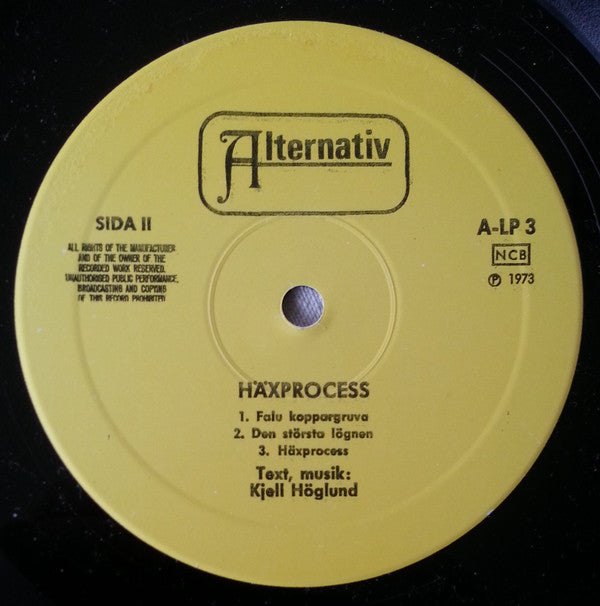 Alternativ
SIDA II
ALL RIGHTS OF THE MANUFACTURER
AND OF THE OWNER OF THE
RECORDED WORK RESERVED.
UNAUTHORISED PUBLIC PERFORMANCE,
BROADCASTING AND COPYING
OF THIS RECORD PROHIBITED
A-LP 3
NCB
℗ 1973
HÄXPROCESS
1. Falu koppargruva
2. Den största lögnen
3. Häxprocess
Text, musik:
Kjell Höglund